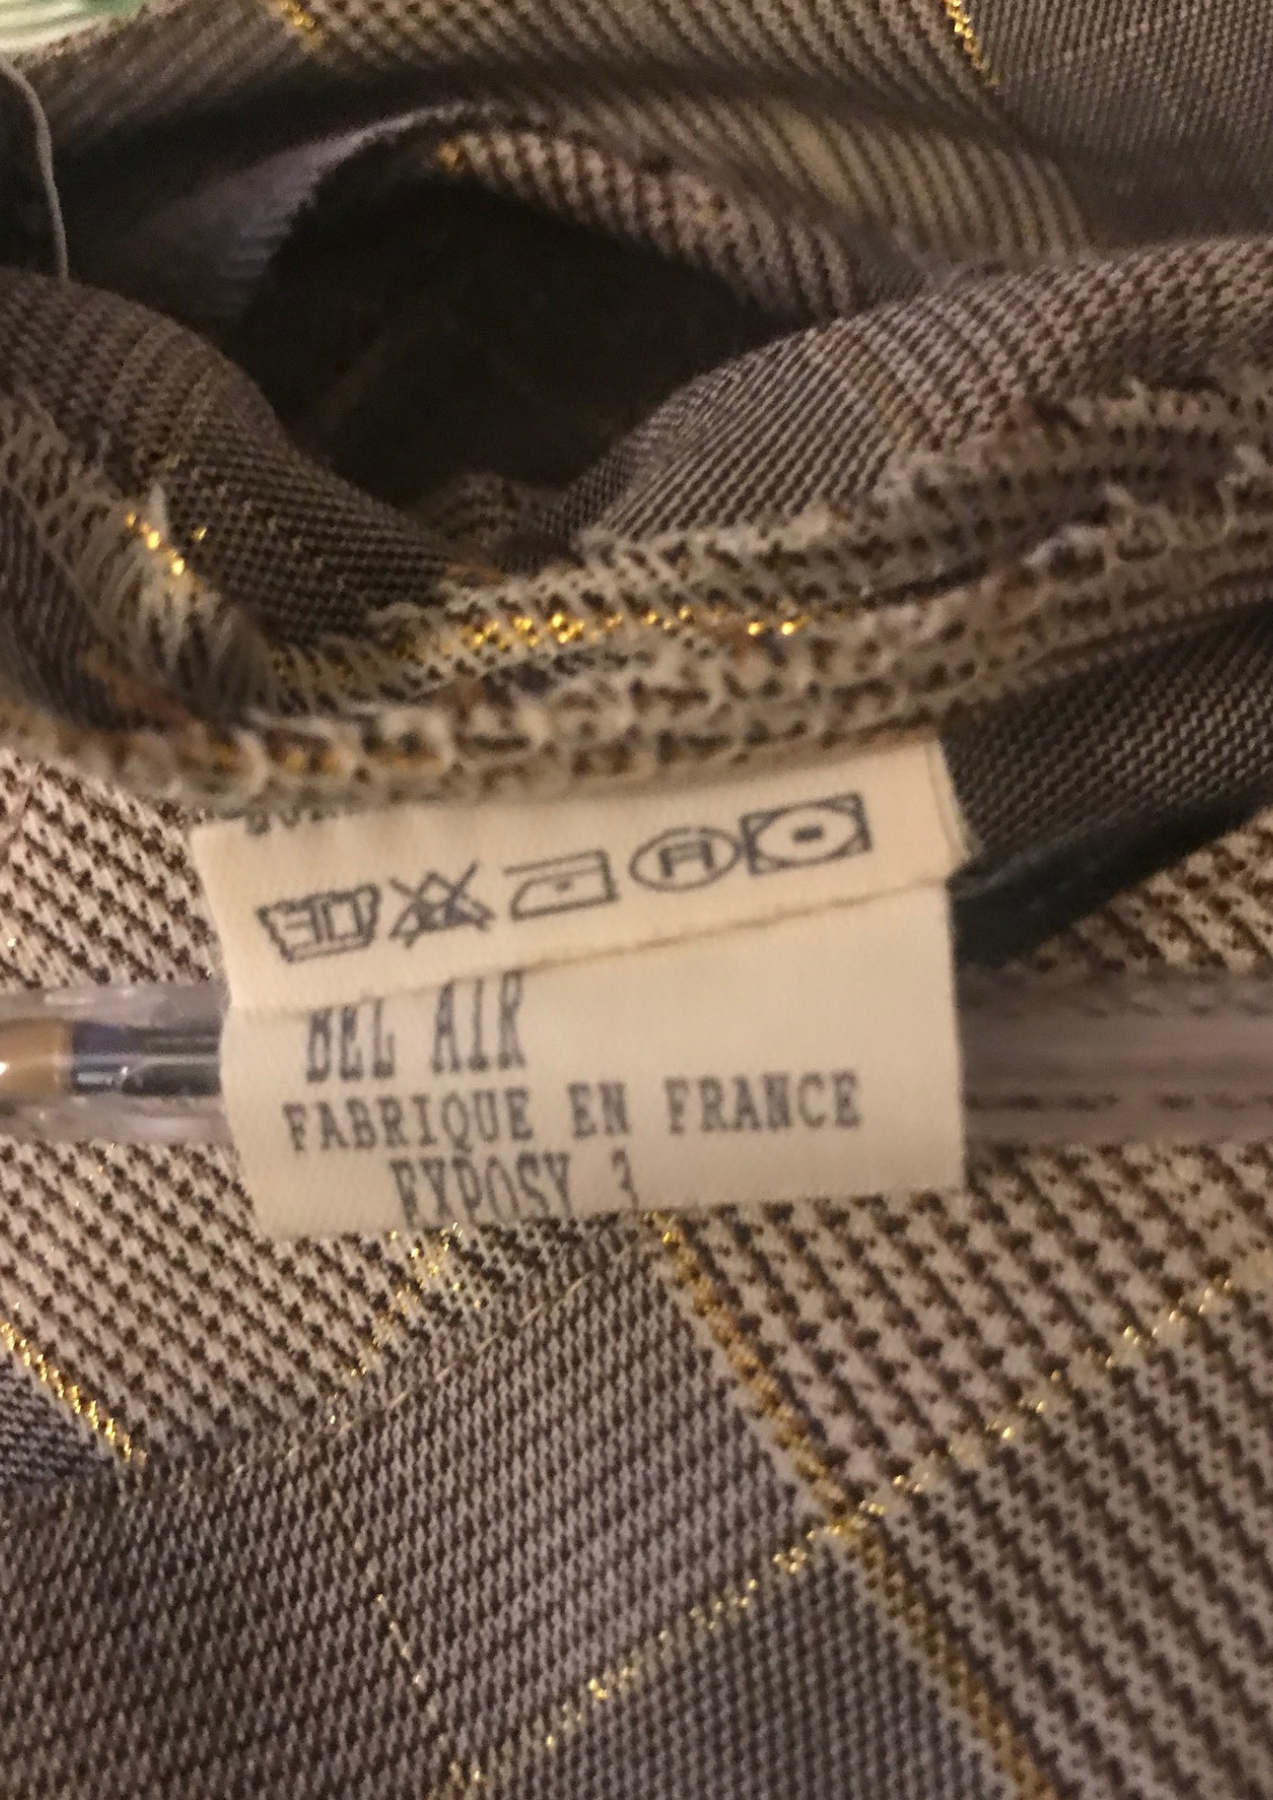 BEL AIR
FABRIQUE EN FRANCE
EXPOSY 3